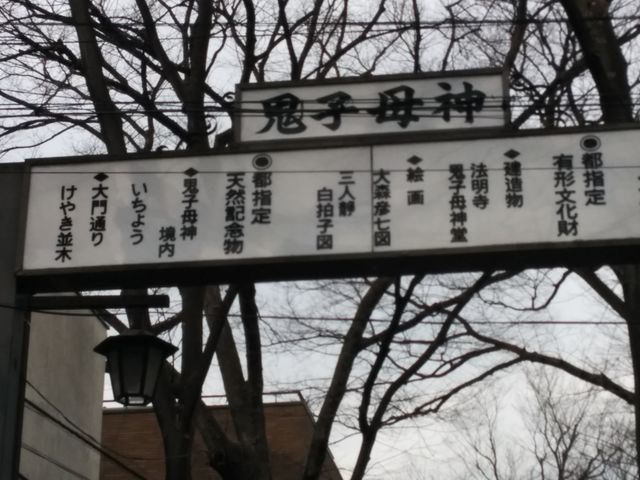 鬼子母神
◉都指定
有形文化財
◆建造物
法明寺
鬼子母神堂
◆絵画
大森彦七図
三人静
白拍子図
◉都指定
天然記念物
◆鬼子母神
境内
いちょう
◆大門通り
けやき並木